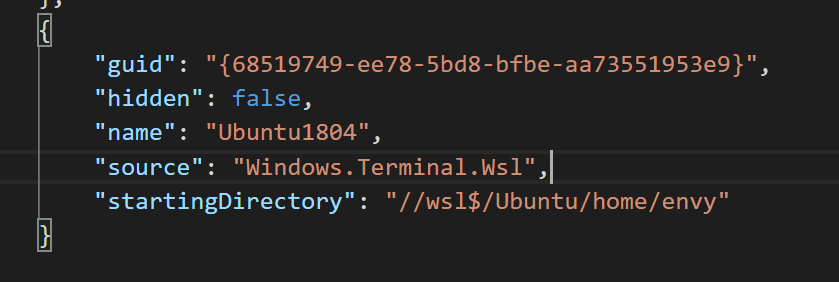 },
{
"guid": "{68519749-ee78-5bd8-bfbe-aa73551953e9}",
"hidden": false,
"name": "Ubuntu1804",
"source": "Windows.Terminal.Wsl",
"startingDirectory": "//wsl$/Ubuntu/home/envy"
}